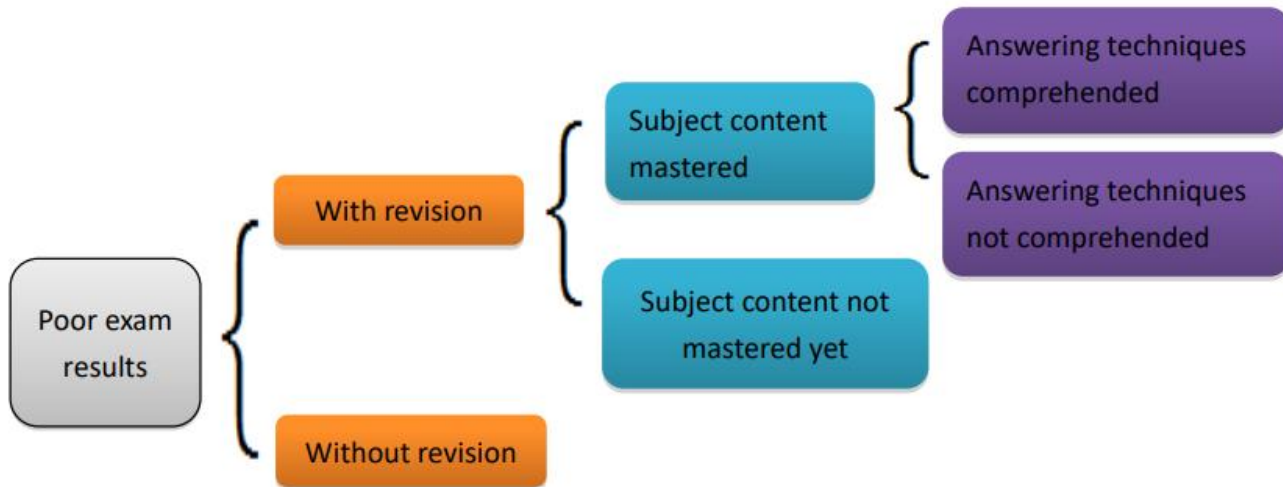 Poor exam
results
With revision
Without revision
Subject content
mastered
Subject content not
mastered yet
Answering techniques
comprehended
Answering techniques
not comprehended